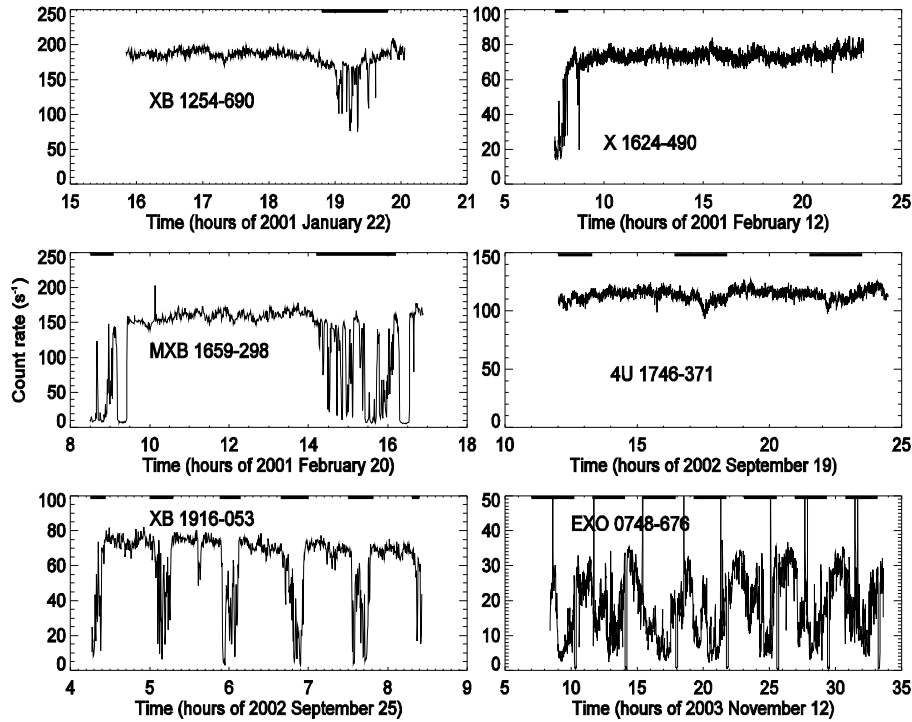 250
200
150
100
50
0
XB 1254-690
15 16 17 18 19 20 21
Time (hours of 2001 January 22)
100
80
60
40
20
0
X 1624-490
5 10 15 20 25
Time (hours of 2001 February 12)
Count rate (s⁻¹)
250
200
150
100
50
0
MXB 1659-298
8 10 12 14 16 18
Time (hours of 2001 February 20)
150
100
50
0
4U 1746-371
10 15 20 25
Time (hours of 2002 September 19)
100
80
60
40
20
0
XB 1916-053
4 5 6 7 8 9
Time (hours of 2002 September 25)
50
40
30
20
10
0
EXO 0748-676
5 10 15 20 25 30 35
Time (hours of 2003 November 12)